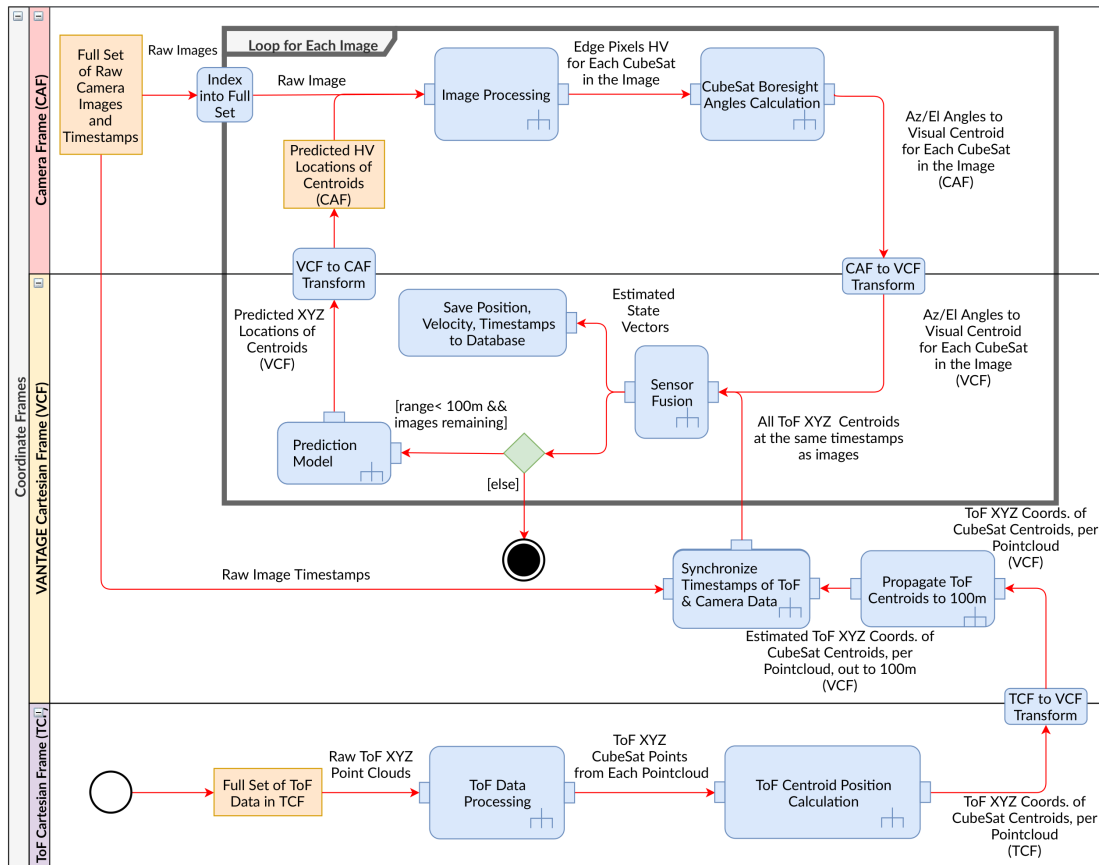 Coordinate Frames
Camera Frame (CAF)
Full Set
of Raw
Camera
Images
and
Timestamps
Raw Images
Index
into Full
Set
Loop for Each Image
Raw Image
Image Processing
Edge Pixels HV
for Each CubeSat
in the Image
CubeSat Boresight
Angles Calculation
Az/El Angles to
Visual Centroid
for Each CubeSat
in the Image
(CAF)
Predicted HV
Locations of
Centroids
(CAF)
VCF to CAF
Transform
CAF to VCF
Transform
VANTAGE Cartesian Frame (VCF)
Predicted XYZ
Locations of
Centroids
(VCF)
Save Position,
Velocity, Timestamps
to Database
Estimated
State
Vectors
Az/El Angles to
Visual Centroid
for Each CubeSat
in the Image
(VCF)
Sensor
Fusion
[range< 100m &&
images remaining]
Prediction
Model
[else]
All ToF XYZ Centroids
at the same timestamps
as images
ToF XYZ Coords. of
CubeSat Centroids, per
Pointcloud
(VCF)
Raw Image Timestamps
Synchronize
Timestamps of ToF
& Camera Data
Propagate ToF
Centroids to 100m
Estimated ToF XYZ Coords. of
CubeSat Centroids, per
Pointcloud, out to 100m
(VCF)
TCF to VCF
Transform
ToF Cartesian Frame (TCF)
Full Set of ToF
Data in TCF
Raw ToF XYZ
Point Clouds
ToF Data
Processing
ToF XYZ
CubeSat Points
from Each Pointcloud
ToF Centroid Position
Calculation
ToF XYZ Coords. of
CubeSat Centroids, per
Pointcloud
(TCF)